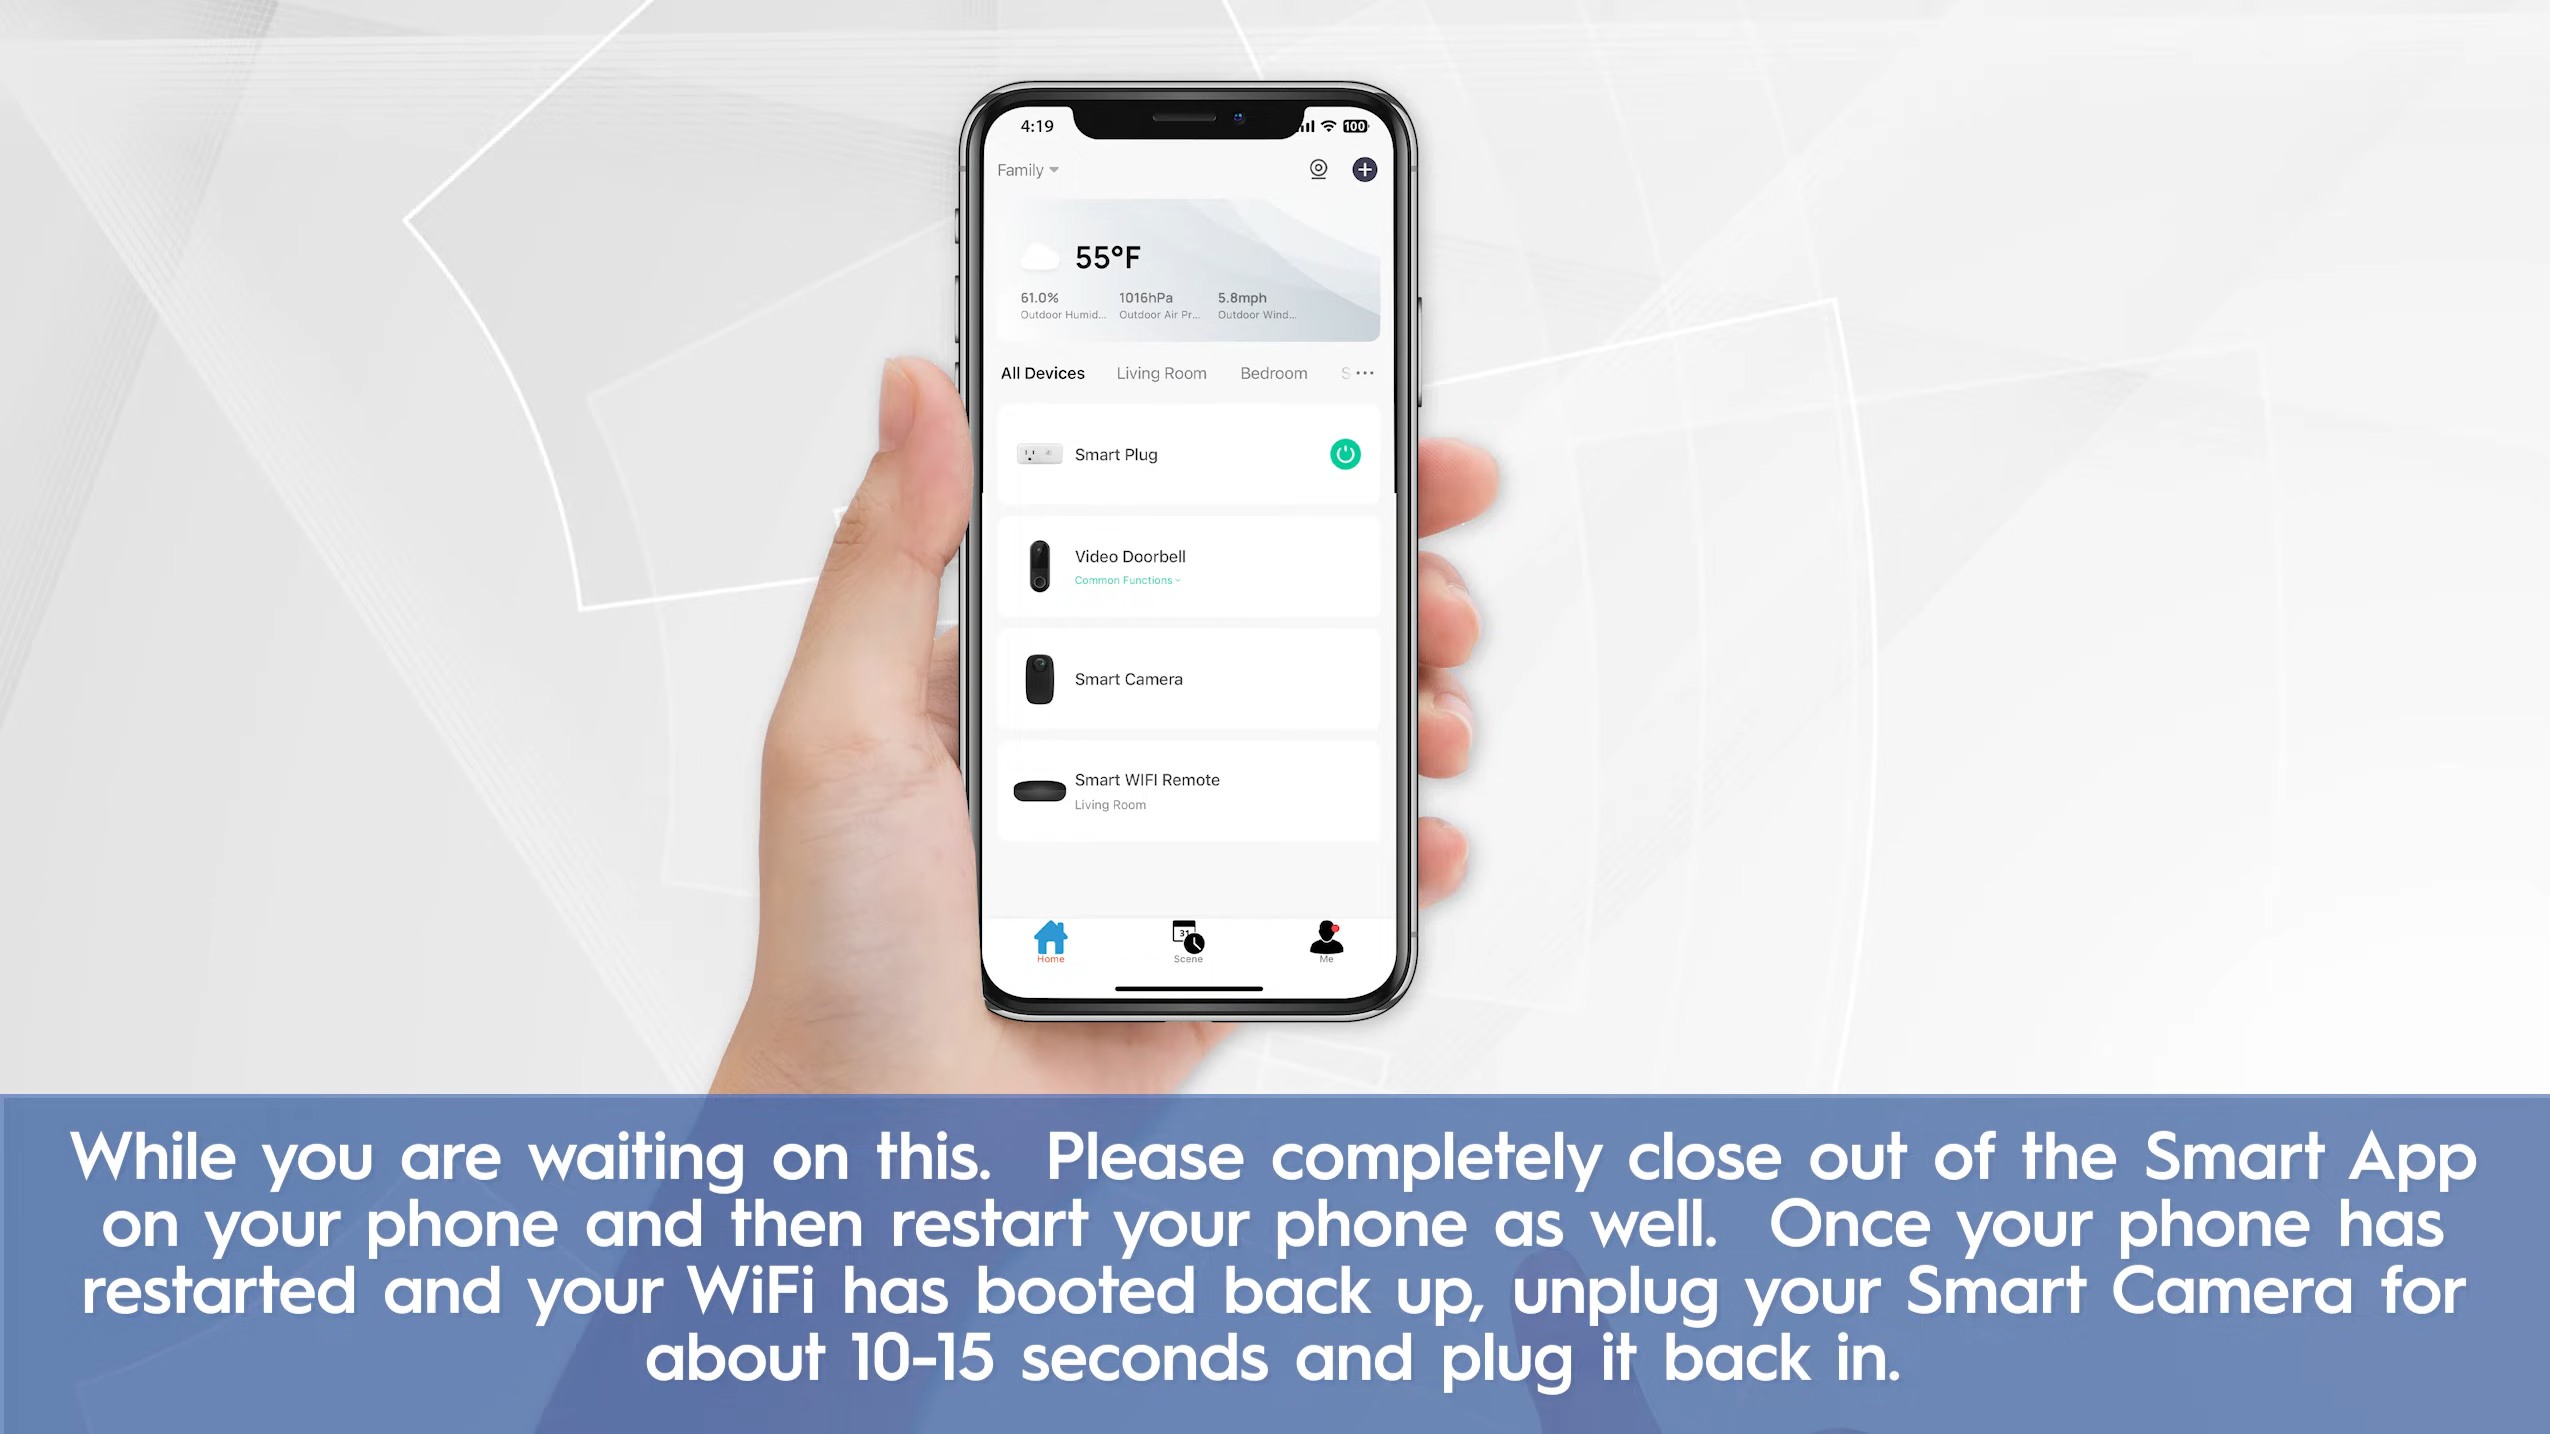 4:19
100
Family
55°F
61.0% 1016hPa 5.8mph
Outdoor Humid... Outdoor Air Pr... Outdoor Wind...
All Devices Living Room Bedroom S
Smart Plug
Video Doorbell
Common Functions
Smart Camera
Smart WIFI Remote
Living Room
31
Home Scene Me
While you are waiting on this. Please completely close out of the Smart App
on your phone and then restart your phone as well. Once your phone has
restarted and your WiFi has booted back up, unplug your Smart Camera for
about 10-15 seconds and plug it back in.